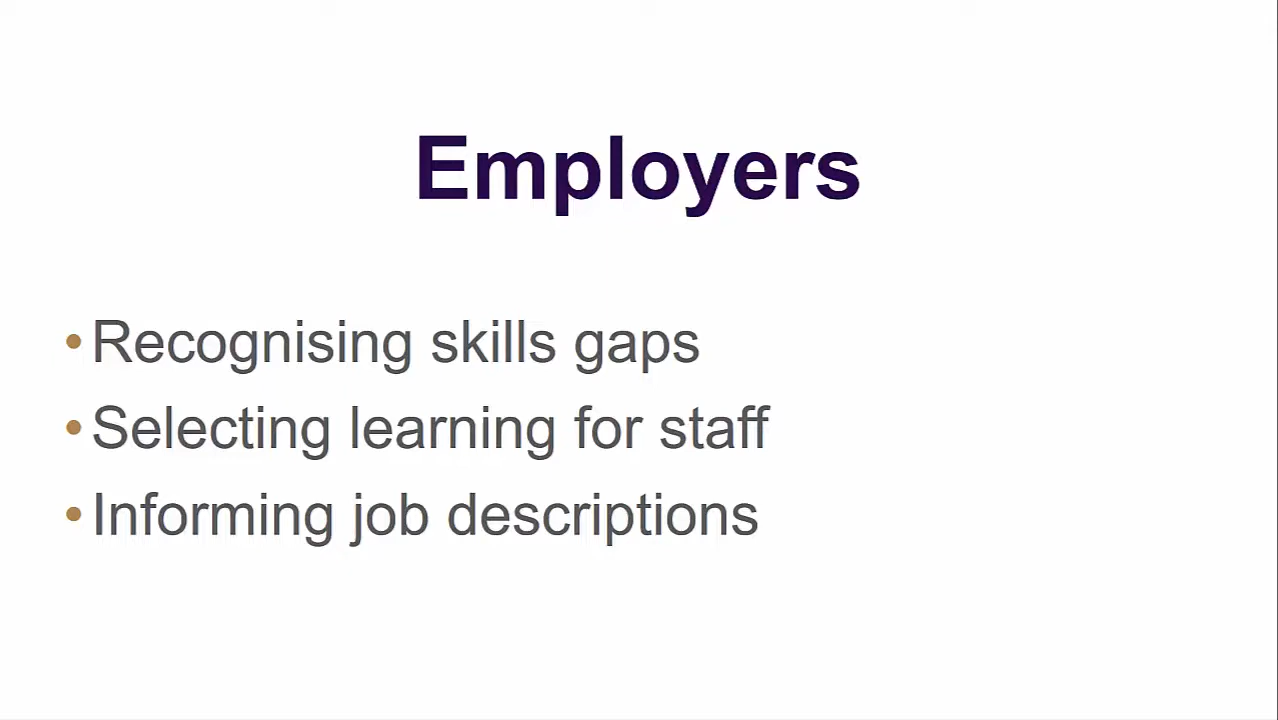 Employers
•Recognising skills gaps
•Selecting learning for staff
•Informing job descriptions